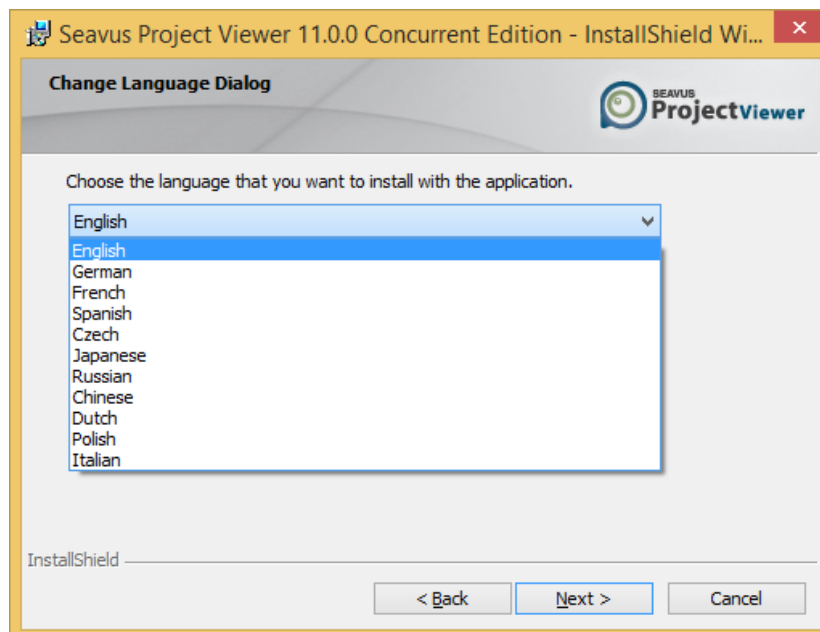 Seavus Project Viewer 11.0.0 Concurrent Edition - InstallShield Wi...
Change Language Dialog
SEAVUS
ProjectViewer
Choose the language that you want to install with the application.
English
English
German
French
Spanish
Czech
Japanese
Russian
Chinese
Dutch
Polish
Italian
InstallShield
< Back
Next >
Cancel